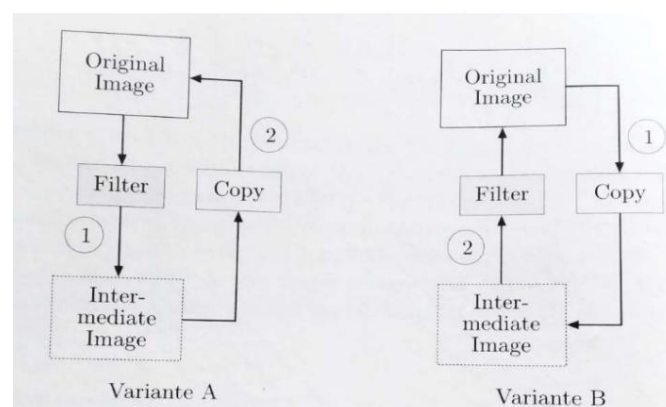 Original
Image
2
Filter
Copy
1
Inter-
mediate
Image
Variante A
Original
Image
1
Filter
Copy
2
Inter-
mediate
Image
Variante B